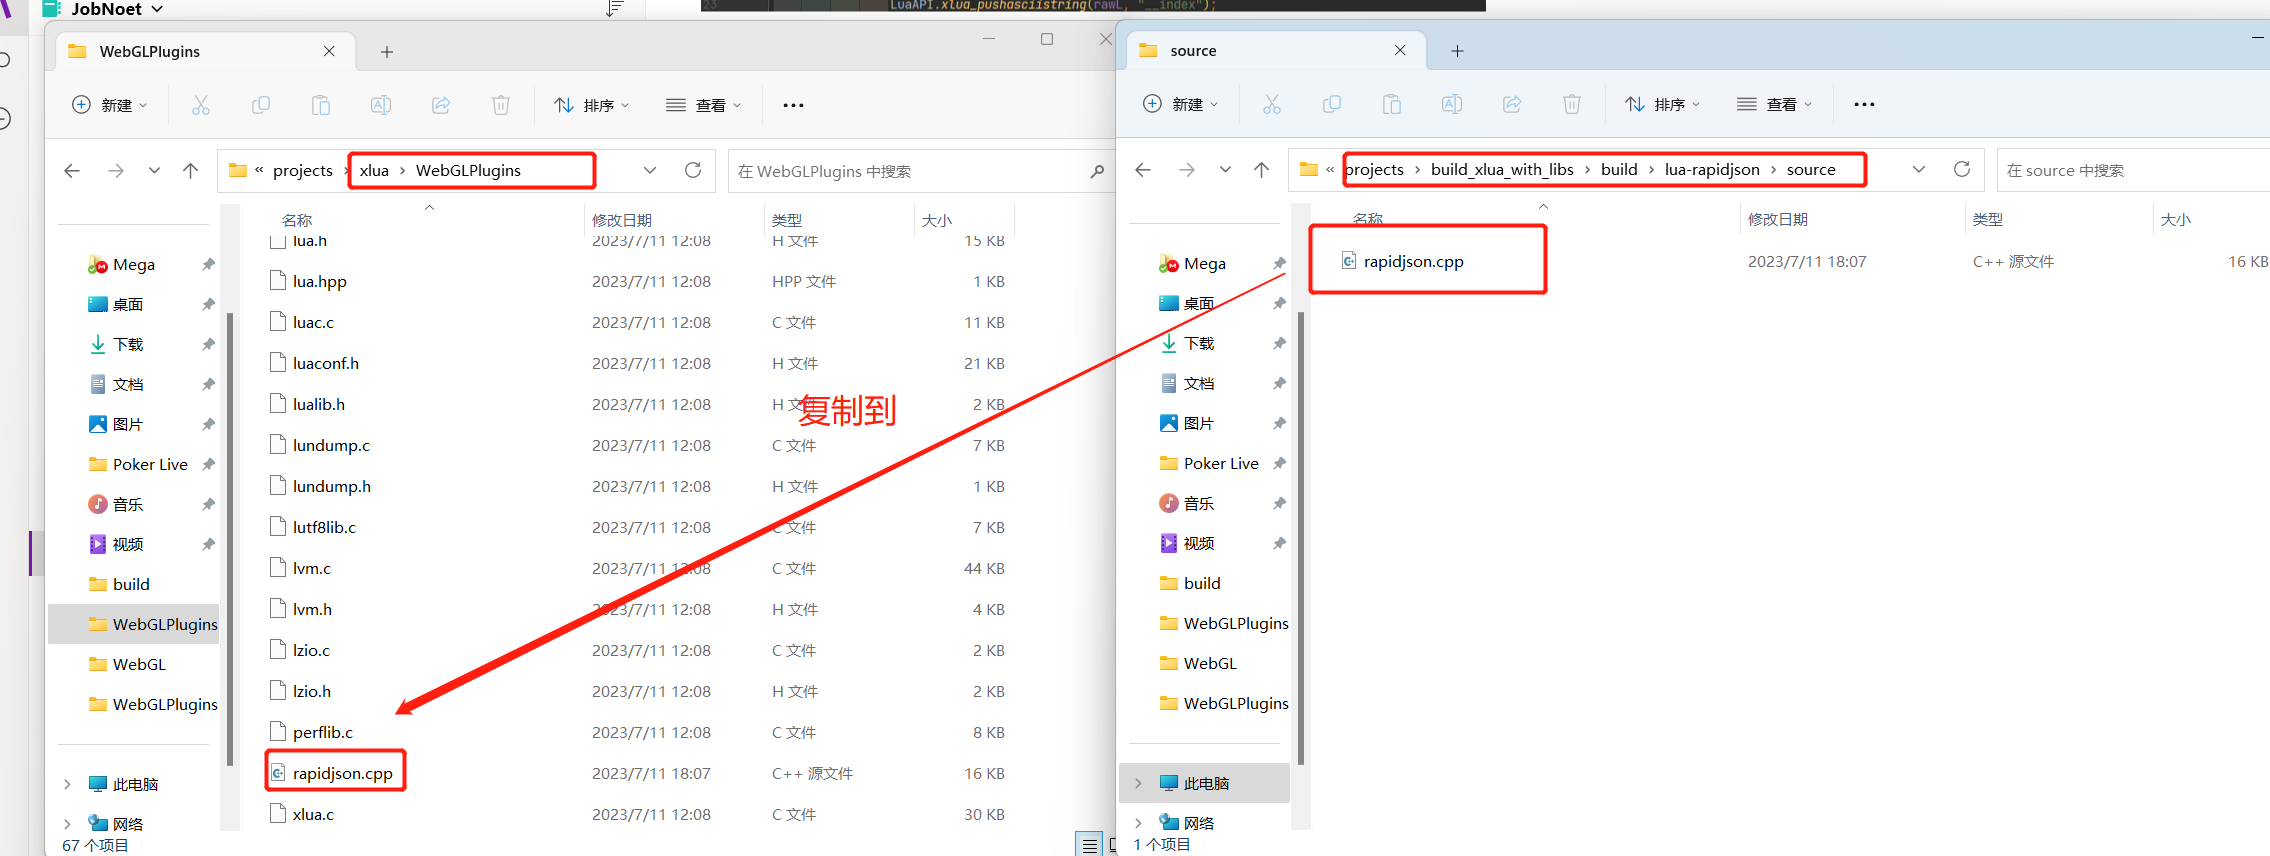 JobNoet
23 LuaAPI.xlua_pushasciistring(rawL, "__index");
WebGLPlugins
新建
排序
查看
« projects › xlua › WebGLPlugins
在 WebGLPlugins 中搜索
名称 修改日期 类型 大小
lua.h 2023/7/11 12:08 H 文件 15 KB
lua.hpp 2023/7/11 12:08 HPP 文件 1 KB
luac.c 2023/7/11 12:08 C 文件 11 KB
luaconf.h 2023/7/11 12:08 H 文件 21 KB
lualib.h 2023/7/11 12:08 H 文件 2 KB
lundump.c 2023/7/11 12:08 C 文件 7 KB
lundump.h 2023/7/11 12:08 H 文件 1 KB
lutf8lib.c 2023/7/11 12:08 C 文件 7 KB
lvm.c 2023/7/11 12:08 C 文件 44 KB
lvm.h 2023/7/11 12:08 H 文件 4 KB
lzio.c 2023/7/11 12:08 C 文件 2 KB
lzio.h 2023/7/11 12:08 H 文件 2 KB
perflib.c 2023/7/11 12:08 C 文件 8 KB
rapidjson.cpp 2023/7/11 18:07 C++ 源文件 16 KB
xlua.c 2023/7/11 12:08 C 文件 30 KB
Mega
桌面
下载
文档
图片
Poker Live
音乐
视频
build
WebGLPlugins
WebGL
WebGLPlugins
此电脑
网络
67 个项目
复制到
source
新建
排序
查看
« projects › build_xlua_with_libs › build › lua-rapidjson › source
在 source 中搜索
名称 修改日期 类型 大小
rapidjson.cpp 2023/7/11 18:07 C++ 源文件 16 KB
Mega
桌面
下载
文档
图片
Poker Live
音乐
视频
build
WebGLPlugins
WebGL
WebGLPlugins
此电脑
网络
1 个项目